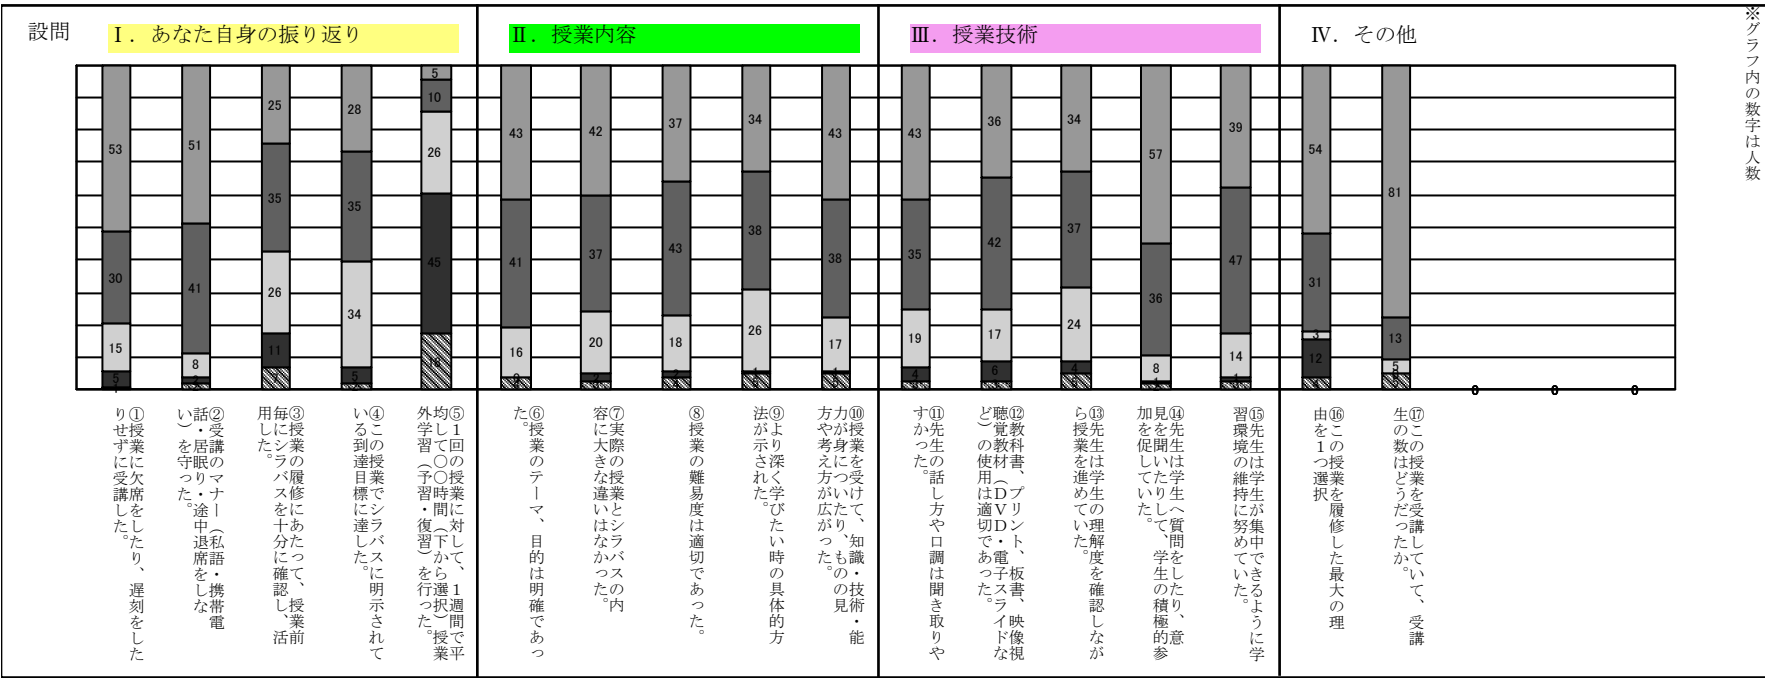 設問
Ⅰ．あなた自身の振り返り
Ⅱ．授業内容
Ⅲ．授業技術
Ⅳ．その他
※グラフ内の数字は人数
53
30
15
5
51
41
8
25
35
26
11
7
28
35
34
5
5
10
26
45
18
43
41
16
42
37
20
2
37
43
18
2
4
34
38
26
1
5
43
38
17
1
5
43
35
19
4
36
42
17
6
34
37
24
4
5
57
36
8
1
39
47
14
1
54
31
3
12
4
81
13
5
0
5
0
0
0
①授業に欠席をしたり、遅刻をした
りせずに受講した。
②受講のマナー（私語・携帯電
話・居眠り・途中退席をしな
い）を守った。
③授業の履修にあたって、授業前
毎にシラバスを十分に確認し、活
用した。
④この授業でシラバスに明示されて
いる到達目標に達した。
⑤１回の授業に対して、１週間で平
均して〇〇時間（下から選択）授業
外学習（予習・復習）を行った。
⑥授業のテーマ、目的は明確であっ
た。
⑦実際の授業とシラバスの内
容に大きな違いはなかった。
⑧授業の難易度は適切であった。
⑨より深く学びたい時の具体的方
法が示された。
⑩授業を受けて、知識・技術・能
力が身についたり、ものの見
方や考え方が広がった。
⑪先生の話し方や口調は聞き取りや
すかった。
⑫教科書、プリント、板書、映像視
聴覚教材（ＤＶＤ・電子スライドな
ど）の使用は適切であった。
⑬先生は学生の理解度を確認しなが
ら授業を進めていた。
⑭先生は学生へ質問をしたり、意
見を聞いたりして、学生の積極的参
加を促していた。
⑮先生は学生が集中できるように学
習環境の維持に努めていた。
⑯この授業を履修した最大の理
由を１つ選択
⑰この授業を受講していて、受講
生の数はどうだったか。